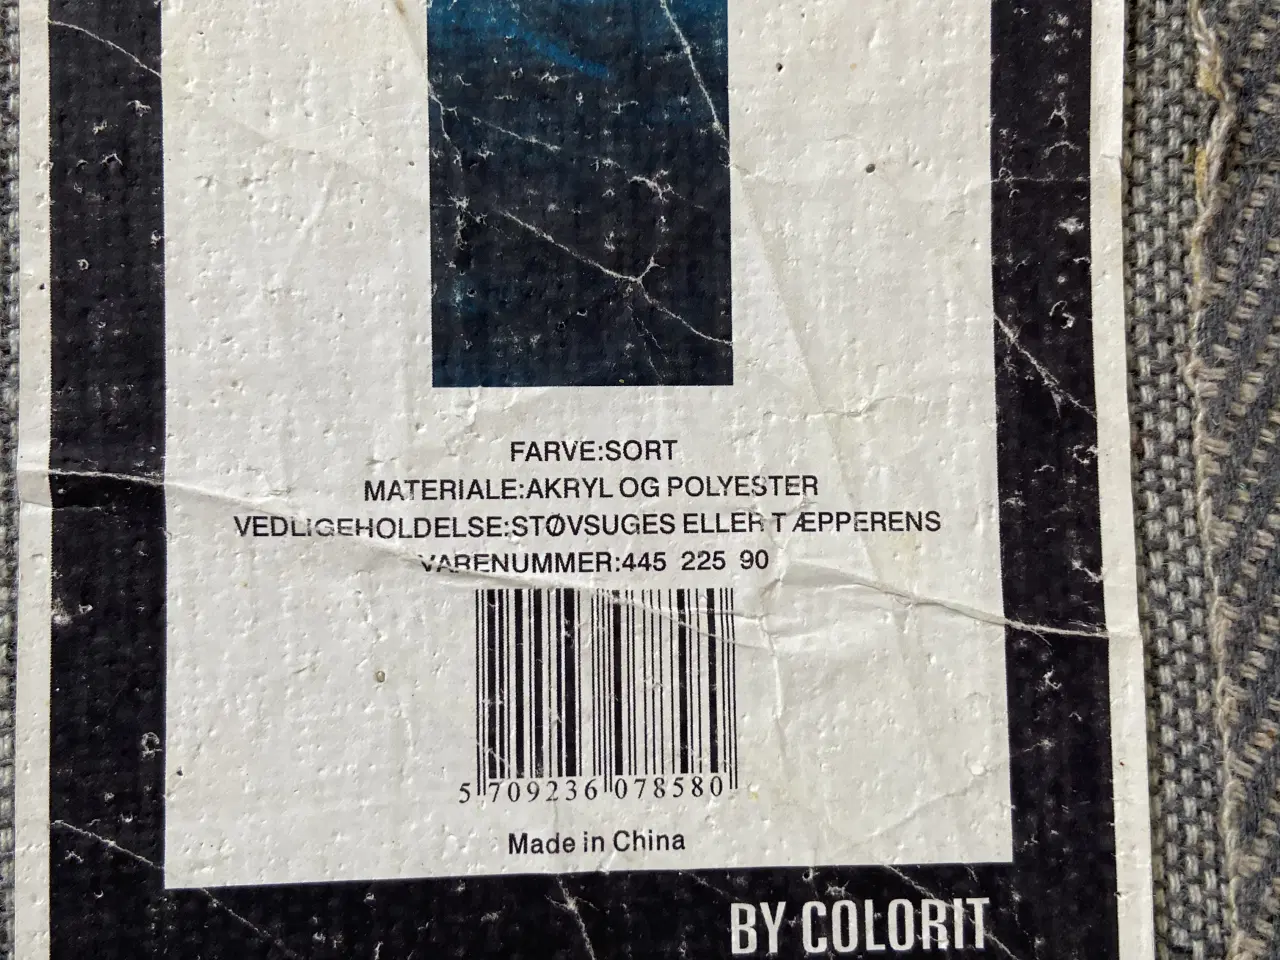 FARVE:SORT
MATERIALE:AKRYL OG POLYESTER
VEDLIGEHOLDELSE:STØVSUGES ELLER T ÆPPERENS
VARENUMMER:445 225 90
5 709236 078580
Made in China
BY COLORIT